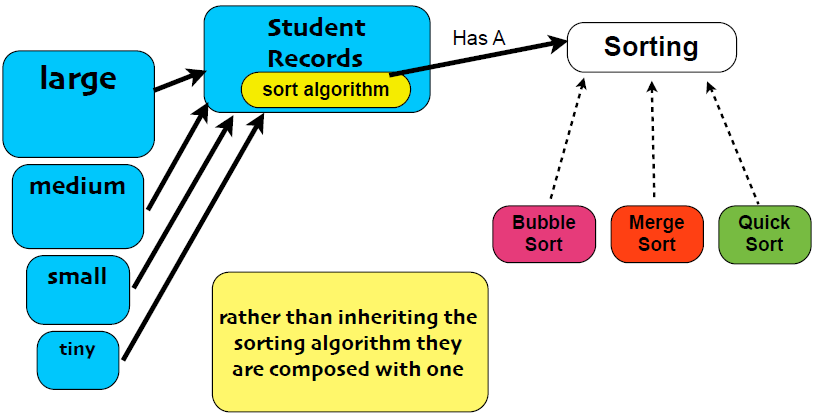 Student
Records
sort algorithm
Has A
Sorting
large
medium
small
tiny
Bubble
Sort
Merge
Sort
Quick
Sort
rather than inheriting the
sorting algorithm they
are composed with one